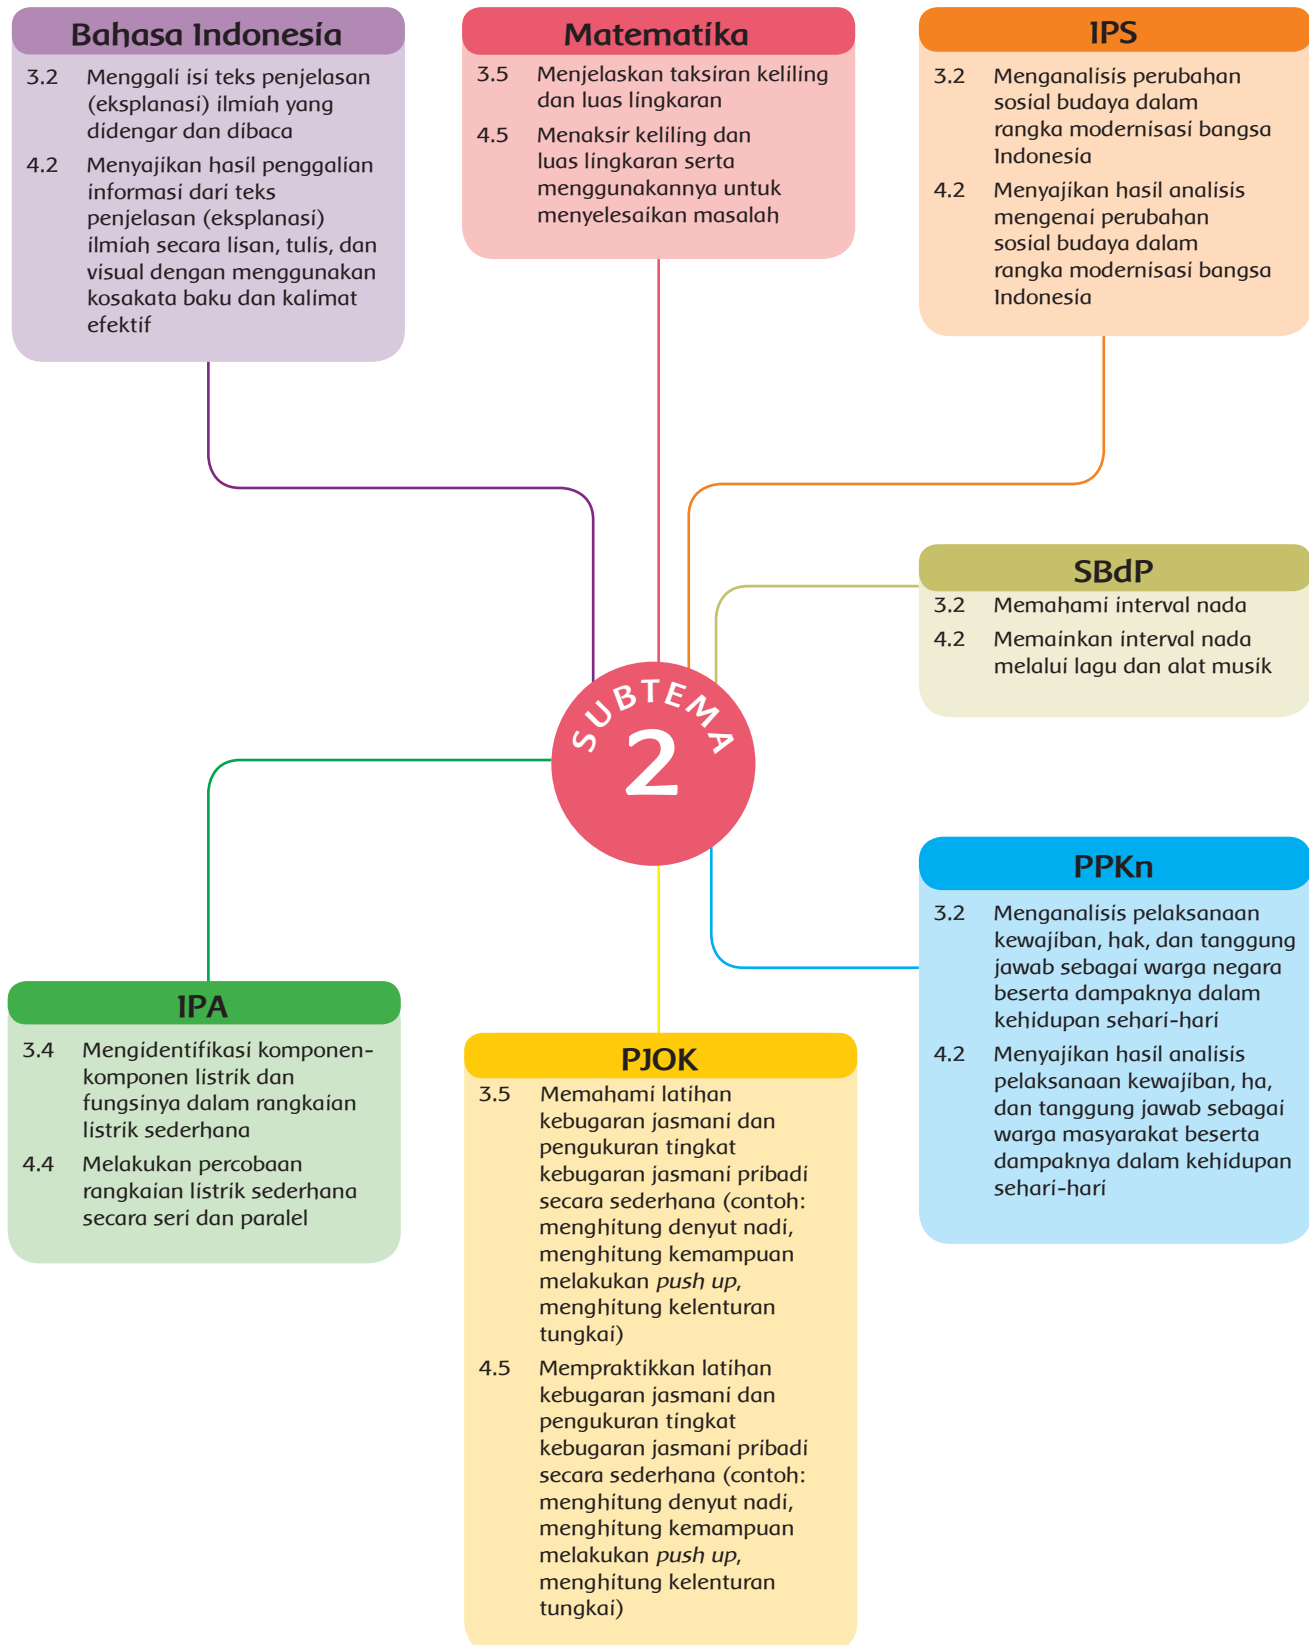 Bahasa Indonesia
3.2 Menggali isi teks penjelasan
(eksplanasi) ilmiah yang
didengar dan dibaca
4.2 Menyajikan hasil penggalian
informasi dari teks
penjelasan (eksplanasi)
ilmiah secara lisan, tulis, dan
visual dengan menggunakan
kosakata baku dan kalimat
efektif
Matematika
3.5 Menjelaskan taksiran keliling
dan luas lingkaran
4.5 Menaksir keliling dan
luas lingkaran serta
menggunakannya untuk
menyelesaikan masalah
IPS
3.2 Menganalisis perubahan
sosial budaya dalam
rangka modernisasi bangsa
Indonesia
4.2 Menyajikan hasil analisis
mengenai perubahan
sosial budaya dalam
rangka modernisasi bangsa
Indonesia
SBdP
3.2 Memahami interval nada
4.2 Memainkan interval nada
melalui lagu dan alat musik
SUBTEMA
2
PPKn
3.2 Menganalisis pelaksanaan
kewajiban, hak, dan tanggung
jawab sebagai warga negara
beserta dampaknya dalam
kehidupan sehari-hari
4.2 Menyajikan hasil analisis
pelaksanaan kewajiban, ha,
dan tanggung jawab sebagai
warga masyarakat beserta
dampaknya dalam kehidupan
sehari-hari
IPA
3.4 Mengidentifikasi komponen-
komponen listrik dan
fungsinya dalam rangkaian
listrik sederhana
4.4 Melakukan percobaan
rangkaian listrik sederhana
secara seri dan paralel
PJOK
3.5 Memahami latihan
kebugaran jasmani dan
pengukuran tingkat
kebugaran jasmani pribadi
secara sederhana (contoh:
menghitung denyut nadi,
menghitung kemampuan
melakukan push up,
menghitung kelenturan
tungkai)
4.5 Mempraktikkan latihan
kebugaran jasmani dan
pengukuran tingkat
kebugaran jasmani pribadi
secara sederhana (contoh:
menghitung denyut nadi,
menghitung kemampuan
melakukan push up,
menghitung kelenturan
tungkai)